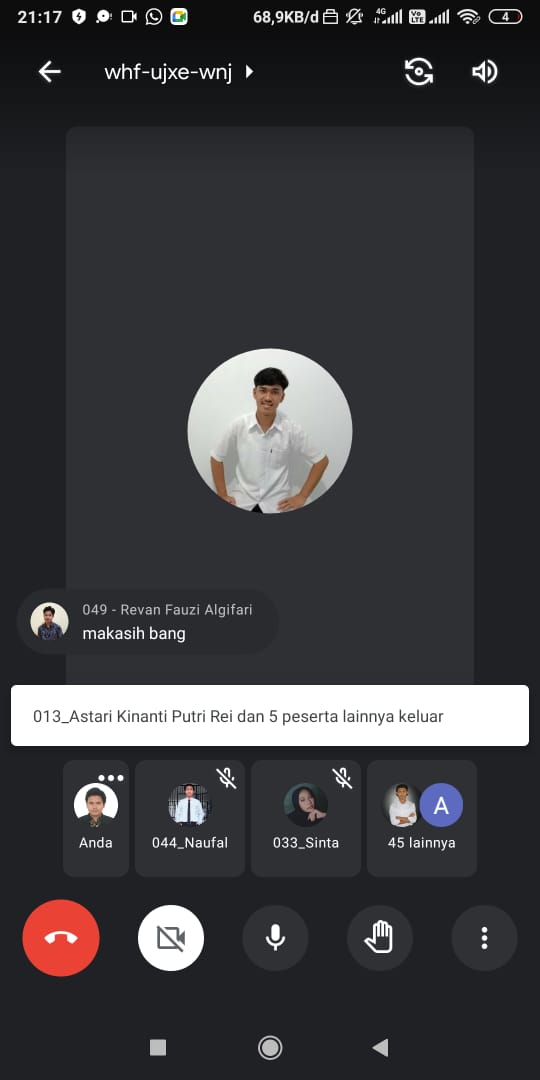 21:17
68,9KB/d
4G
Vo
LTE
4
whf-ujxe-wnj
049 - Revan Fauzi Algifari
makasih bang
013_Astari Kinanti Putri Rei dan 5 peserta lainnya keluar
A
Anda
044_Naufal
033_Sinta
45 lainnya